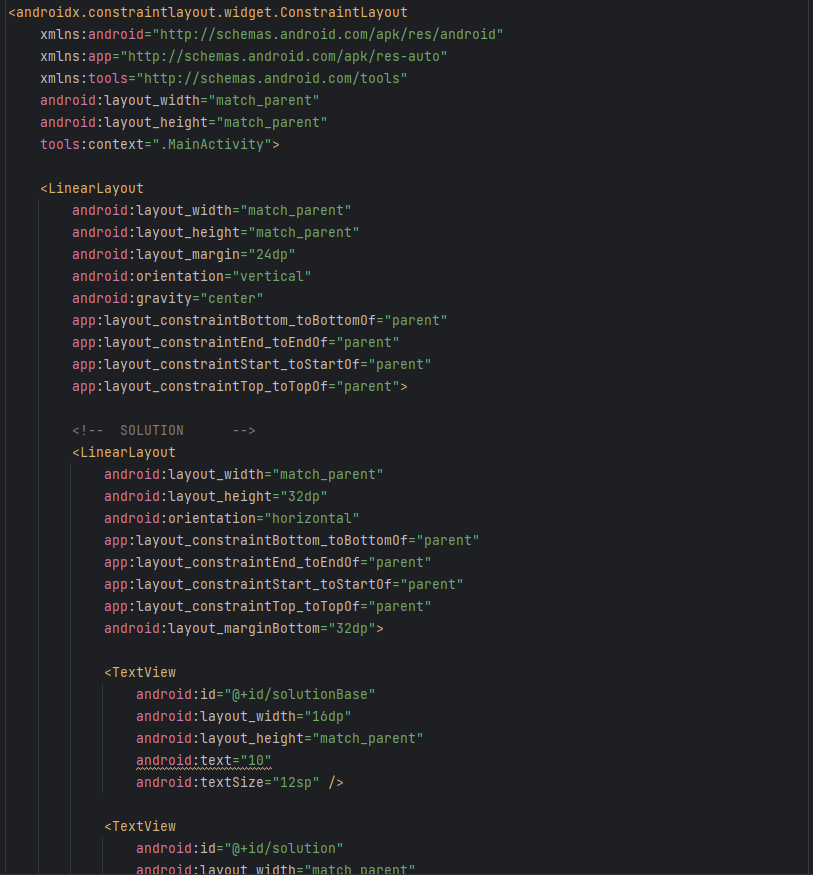 <androidx.constraintlayout.widget.ConstraintLayout
    xmlns:android="http://schemas.android.com/apk/res/android"
    xmlns:app="http://schemas.android.com/apk/res-auto"
    xmlns:tools="http://schemas.android.com/tools"
    android:layout_width="match_parent"
    android:layout_height="match_parent"
    tools:context=".MainActivity">

    <LinearLayout
        android:layout_width="match_parent"
        android:layout_height="match_parent"
        android:layout_margin="24dp"
        android:orientation="vertical"
        android:gravity="center"
        app:layout_constraintBottom_toBottomOf="parent"
        app:layout_constraintEnd_toEndOf="parent"
        app:layout_constraintStart_toStartOf="parent"
        app:layout_constraintTop_toTopOf="parent">

        <!--  SOLUTION      -->
        <LinearLayout
            android:layout_width="match_parent"
            android:layout_height="32dp"
            android:orientation="horizontal"
            app:layout_constraintBottom_toBottomOf="parent"
            app:layout_constraintEnd_toEndOf="parent"
            app:layout_constraintStart_toStartOf="parent"
            app:layout_constraintTop_toTopOf="parent"
            android:layout_marginBottom="32dp">

            <TextView
                android:id="@+id/solutionBase"
                android:layout_width="16dp"
                android:layout_height="match_parent"
                android:text="10"
                android:textSize="12sp" />

            <TextView
                android:id="@+id/solution"
                android:layout_width="match_parent"